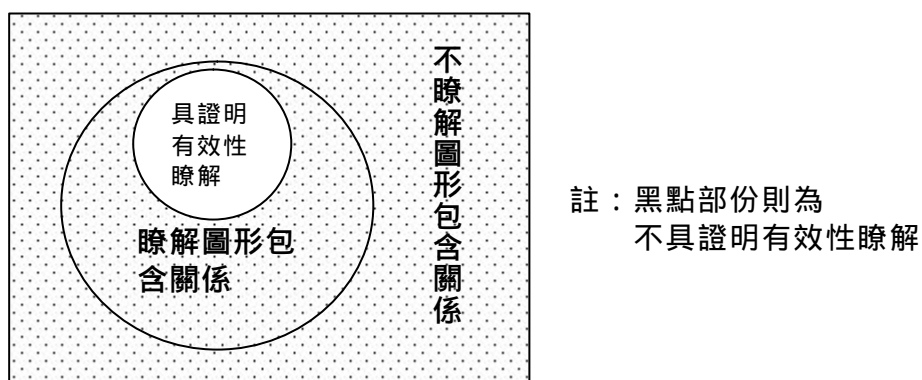 具證明
有效性
瞭解
瞭解圖形包
含關係
不瞭解圖形包含關係
註：黑點部份則為
不具證明有效性瞭解